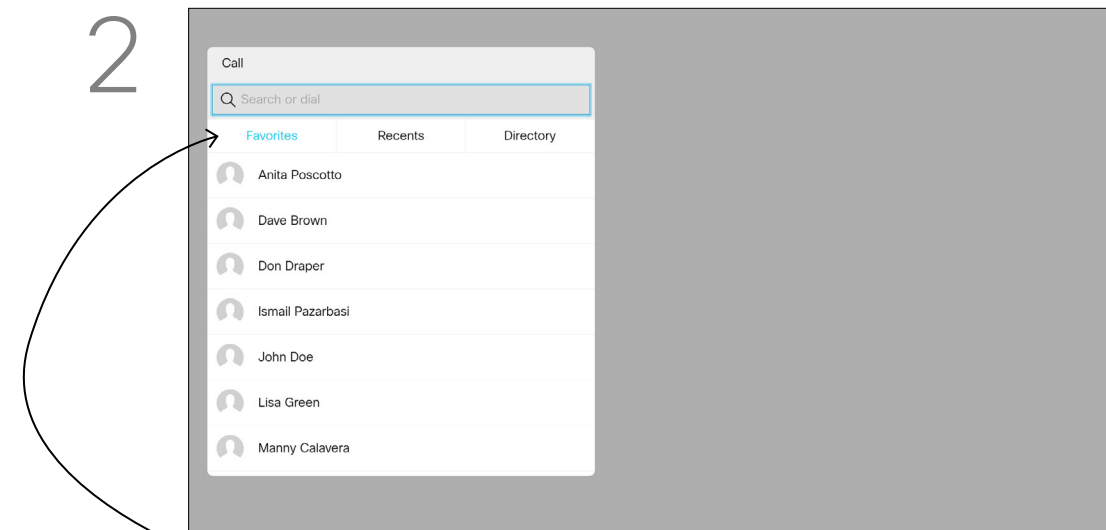 2
Call
Search or dial
Favorites Recents Directory
Anita Poscotto
Dave Brown
Don Draper
Ismail Pazarbasi
John Doe
Lisa Green
Manny Calavera